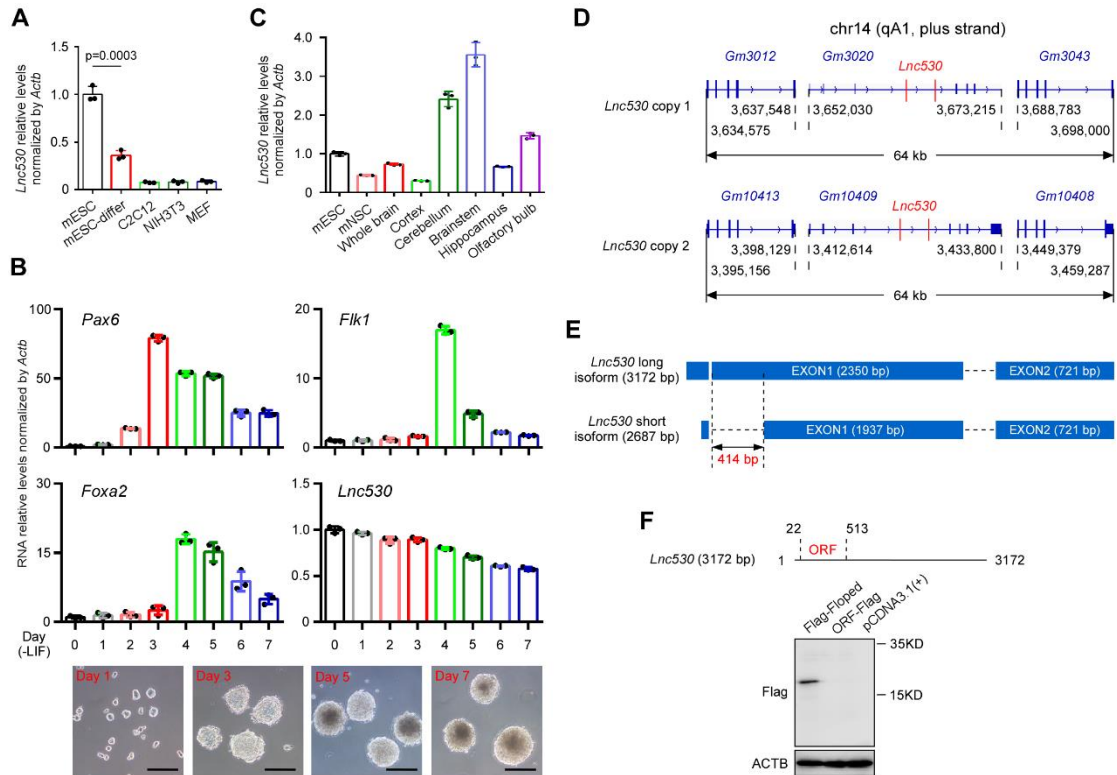 A
Lnc530 relative levels
normalized by Actb
1.5
1.0
0.5
0
p=0.0003
mESC
mESC-differ
C2C12
NIH3T3
MEF
C
Lnc530 relative levels
normalized by Actb
4.0
3.0
2.0
1.0
0
mESC
mNSC
Whole brain
Cortex
Cerebellum
Brainstem
Hippocampus
Olfactory bulb
D
chr14 (qA1, plus strand)
Gm3012 Gm3020 Lnc530 Gm3043
Lnc530 copy 1
3,637,548 3,652,030 3,673,215 3,688,783
3,634,575 3,698,000
64 kb
Gm10413 Gm10409 Lnc530 Gm10408
Lnc530 copy 2
3,398,129 3,412,614 3,433,800 3,449,379
3,395,156 3,459,287
64 kb
B
RNA relative levels normalized by Actb
Pax6
100
50
0
Flk1
20
10
0
Foxa2
30
15
0
Lnc530
1.5
1.0
0.5
0
Day
(-LIF)
0 1 2 3 4 5 6 7
0 1 2 3 4 5 6 7
Day 1 Day 3 Day 5 Day 7
E
Lnc530 long
isoform (3172 bp)
EXON1 (2350 bp) EXON2 (721 bp)
Lnc530 short
isoform (2687 bp)
EXON1 (1937 bp) EXON2 (721 bp)
414 bp
F
22 513
ORF
Lnc530 (3172 bp) 1 3172
Flag-Floped
ORF-Flag
pCDNA3.1(+)
35KD
Flag
15KD
ACTB